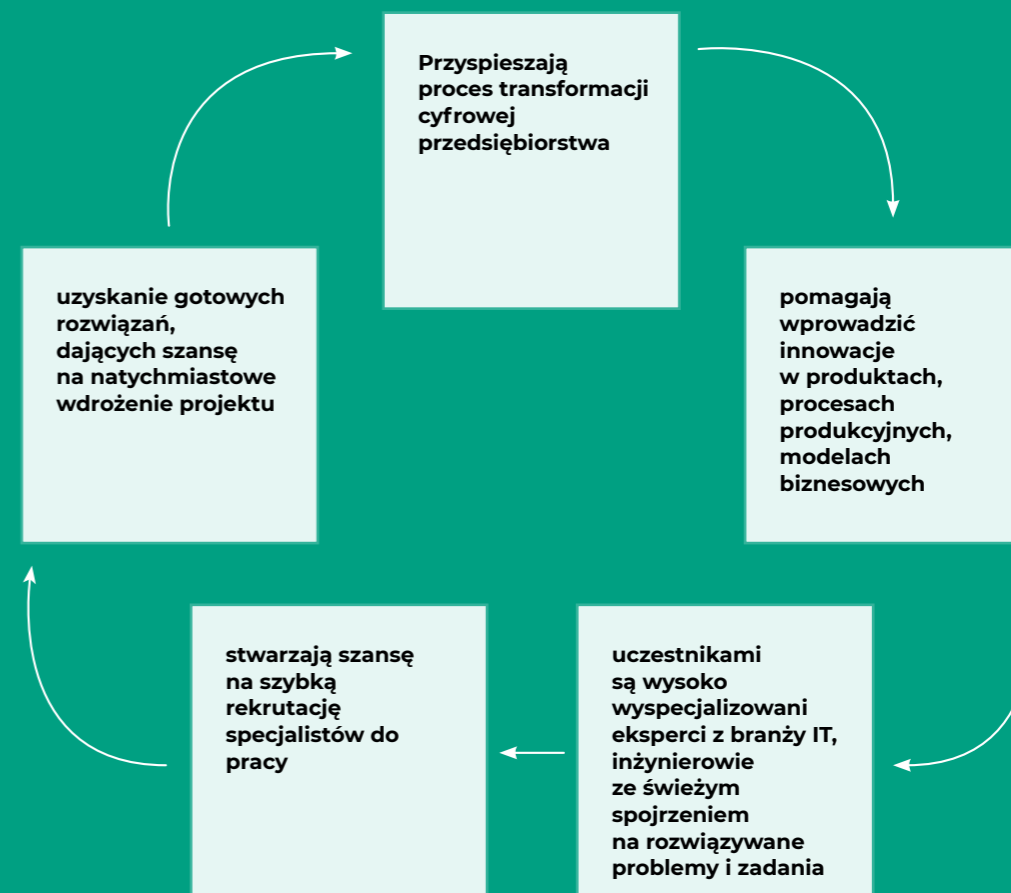 Przyspieszają
proces transformacji
cyfrowej
przedsiębiorstwa
pomagają
wprowadzić
innowacje
w produktach,
procesach
produkcyjnych,
modelach
biznesowych
uczestnikami
są wysoko
wyspecjalizowani
eksperci z branży IT,
inżynierowie
ze świeżym
spojrzeniem
na rozwiązywane
problemy i zadania
stwarzają szansę
na szybką
rekrutację
specjalistów do
pracy
uzyskanie gotowych
rozwiązań,
dających szansę
na natychmiastowe
wdrożenie projektu